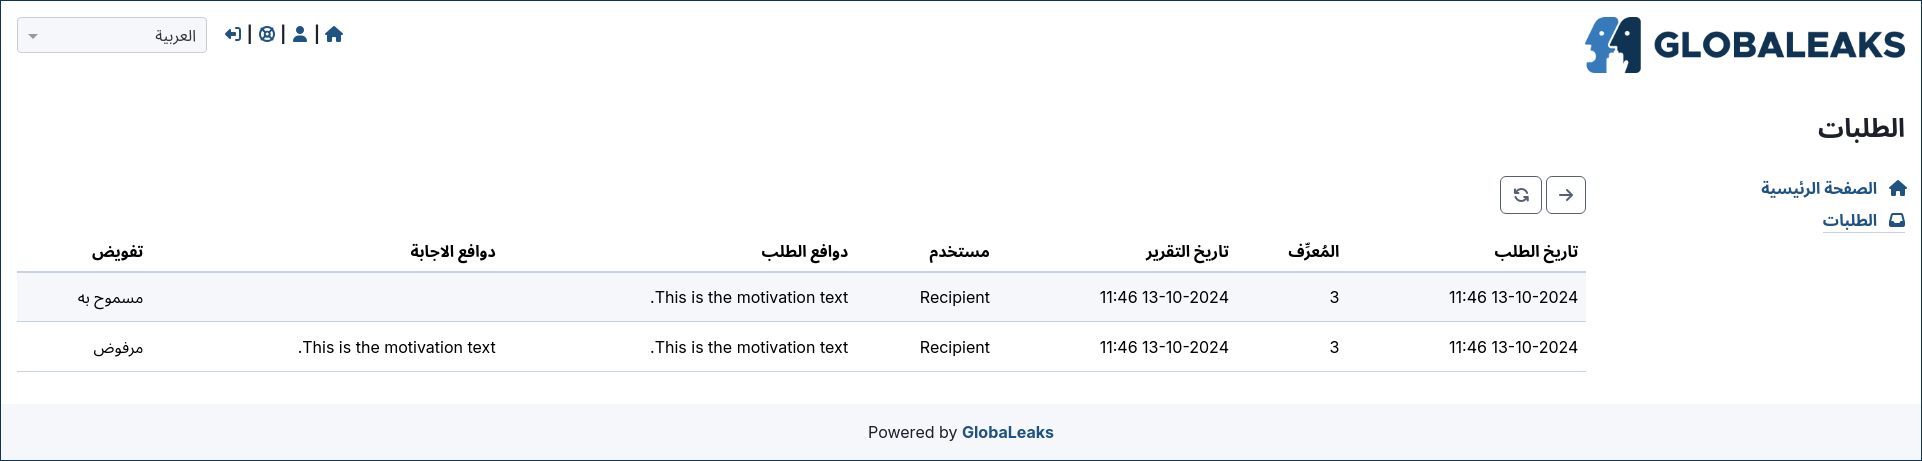 GLOBALEAKS
العربية
الطلبات
الصفحة الرئيسية
الطلبات
تاريخ الطلب المُعرِّف تاريخ التقرير مستخدم دوافع الطلب دوافع الاجابة تفويض
11:46 13-10-2024 3 11:46 13-10-2024 Recipient .This is the motivation text مسموح به
11:46 13-10-2024 3 11:46 13-10-2024 Recipient .This is the motivation text .This is the motivation text مرفوض
Powered by GlobaLeaks